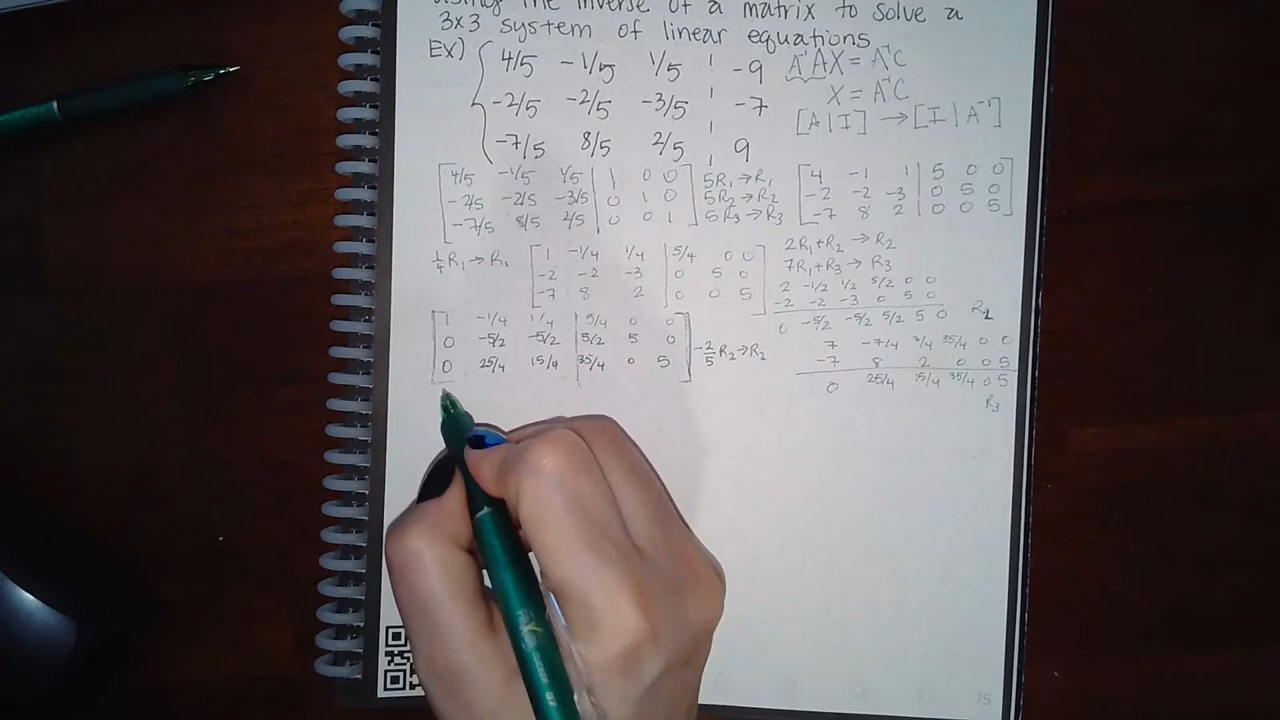 using the inverse of a matrix to solve a
3x3 system of linear equations
Ex) { 4/5 -1/5 1/5 | -9 A⁻¹AX = A⁻¹C
-2/5 -2/5 -3/5 | -7 X = A⁻¹C
-7/5 8/5 2/5 | 9 [A | I] → [I | A⁻¹]
[ 4/5 -1/5 1/5 | 1 0 0 ] 5R₁→R₁ [ 4 -1 1 | 5 0 0 ]
[ -2/5 -2/5 -3/5 | 0 1 0 ] 5R₂→R₂ [ -2 -2 -3 | 0 5 0 ]
[ -7/5 8/5 2/5 | 0 0 1 ] 5R₃→R₃ [ -7 8 2 | 0 0 5 ]
1/4R₁→R₁ [ 1 -1/4 1/4 | 5/4 0 0 ] 2R₁+R₂→R₂
[ -2 -2 -3 | 0 5 0 ] 7R₁+R₃→R₃
[ -7 8 2 | 0 0 5 ]
2 -1/2 1/2 5/2 0 0
-2 -2 -3 0 5 0
0 -5/2 -5/2 5/2 5 0 R₂
[ 1 -1/4 1/4 | 5/4 0 0 ]
[ 0 -5/2 -5/2 | 5/2 5 0 ] -2/5R₂→R₂
[ 0 25/4 15/4 | 35/4 0 5 ]
7 -7/4 7/4 35/4 0 0
-7 8 2 0 0 5
0 25/4 15/4 35/4 0 5
R₃
75